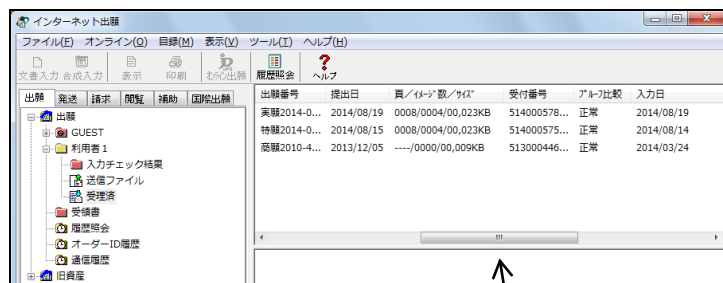 インターネット出願
ファイル(F) オンライン(O) 目録(M) 表示(V) ツール(T) ヘルプ(H)
文書入力 合成入力 表示 印刷 わらべ出願 履歴照会 ヘルプ
出願 発送 請求 閲覧 補助 国際出願
出願
GUEST
利用者1
入力チェック結果
送信ファイル
受理済
受領書
履歴照会
オーダーID履歴
通信履歴
旧資産
出願番号 提出日 頁/イメージ数/サイズ 受付番号 プルーフ比較 入力日
実願2014-0... 2014/08/19 0008/0004/00,023KB 514000578... 正常 2014/08/19
特願2014-0... 2014/08/15 0008/0004/00,023KB 514000575... 正常 2014/08/14
商願2010-4... 2013/12/05 ----/0000/00,009KB 513000446... 正常 2014/03/24